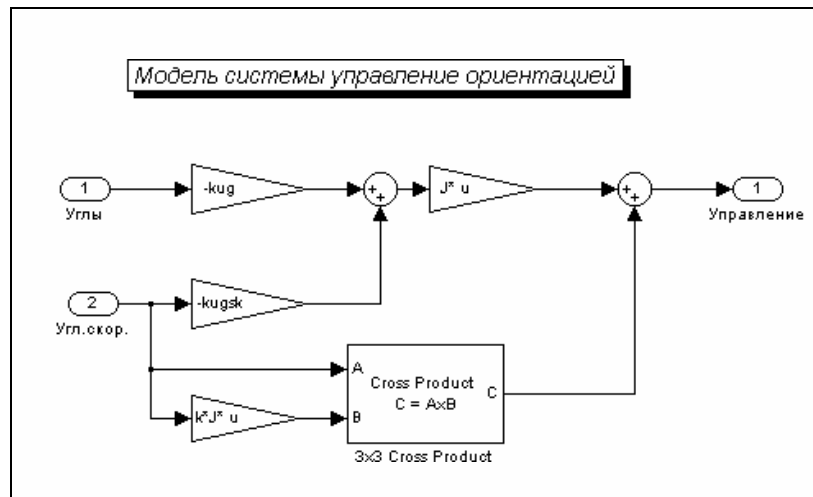 Модель системы управление ориентацией
1
Углы
-kug
+
+
J* u
+
+
1
Управление
2
Угл.скор.
-kugsk
k*J* u
A
B
Cross Product
C = AxB
C
3x3 Cross Product